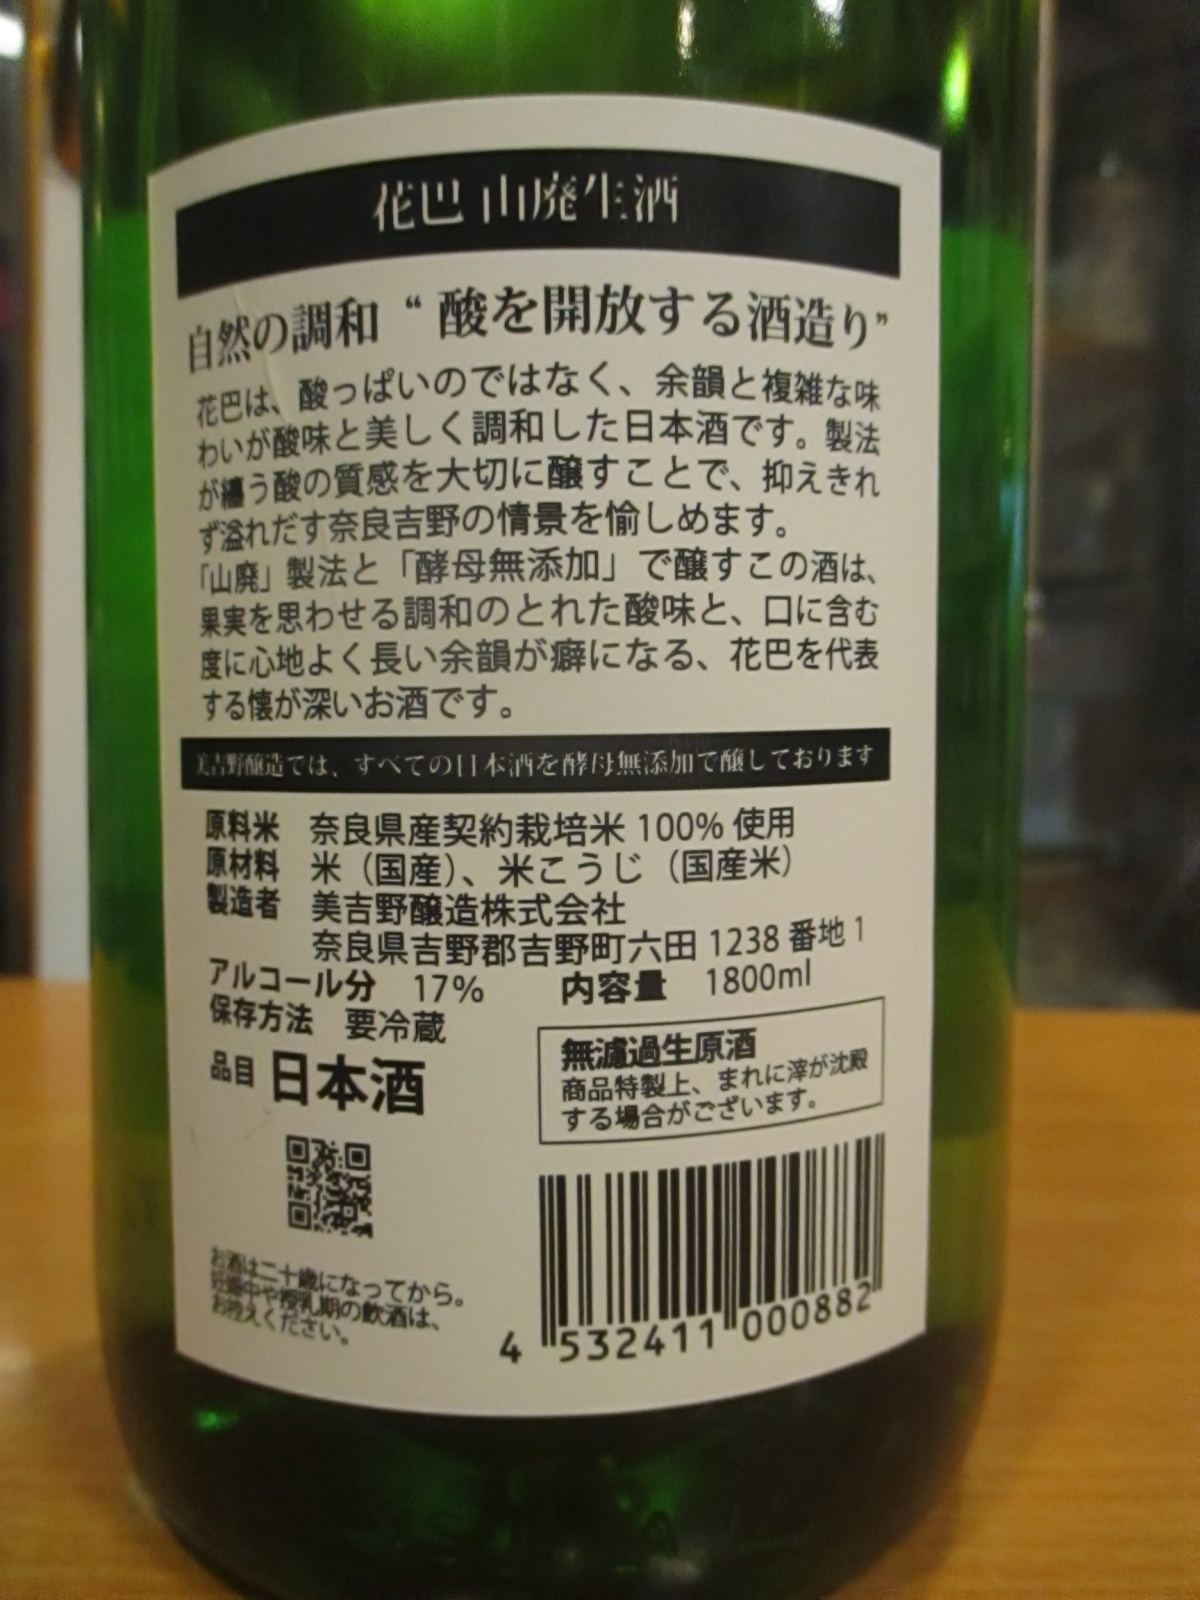 花巴 山廃生酒
自然の調和 “酸を開放する酒造り”
花巴は、酸っぱいのではなく、余韻と複雑な味
わいが酸味と美しく調和した日本酒です。製法
が纏う酸の質感を大切に醸すことで、抑えきれ
ず溢れだす奈良吉野の情景を愉しめます。
「山廃」製法と「酵母無添加」で醸すこの酒は、
果実を思わせる調和のとれた酸味と、口に含む
度に心地よく長い余韻が癖になる、花巴を代表
する懐が深いお酒です。
美吉野醸造では、すべての日本酒を酵母無添加で醸しております
原料米 奈良県産契約栽培米 100% 使用
原材料 米（国産）、米こうじ（国産米）
製造者 美吉野醸造株式会社
奈良県吉野郡吉野町六田 1238 番地 1
アルコール分 17% 内容量 1800ml
保存方法 要冷蔵
品目 日本酒
無濾過生原酒
商品特製上、まれに滓が沈殿
する場合がございます。
お酒は二十歳になってから。
妊娠中や授乳期の飲酒は、
お控えください。
4 532411 000882